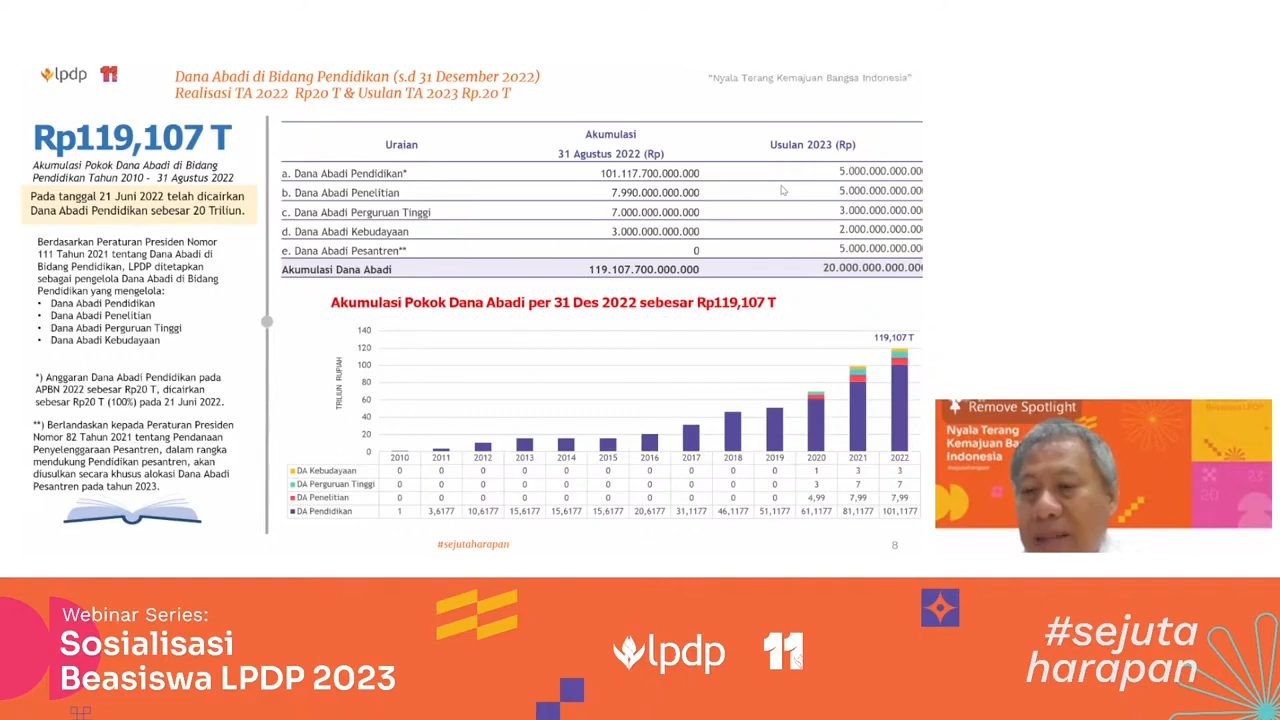 lpdp 11
Dana Abadi di Bidang Pendidikan (s.d 31 Desember 2022)
Realisasi TA 2022 Rp20 T & Usulan TA 2023 Rp.20 T
“Nyala Terang Kemajuan Bangsa Indonesia”
Rp119,107 T
Akumulasi Pokok Dana Abadi di Bidang
Pendidikan Tahun 2010 - 31 Agustus 2022
Pada tanggal 21 Juni 2022 telah dicairkan
Dana Abadi Pendidikan sebesar 20 Triliun.
Berdasarkan Peraturan Presiden Nomor
111 Tahun 2021 tentang Dana Abadi di
Bidang Pendidikan, LPDP ditetapkan
sebagai pengelola Dana Abadi di Bidang
Pendidikan yang mengelola:
• Dana Abadi Pendidikan
• Dana Abadi Penelitian
• Dana Abadi Perguruan Tinggi
• Dana Abadi Kebudayaan
*) Anggaran Dana Abadi Pendidikan pada
APBN 2022 sebesar Rp20 T, dicairkan
sebesar Rp20 T (100%) pada 21 Juni 2022.
**) Berlandaskan kepada Peraturan Presiden
Nomor 82 Tahun 2021 tentang Pendanaan
Penyelenggaraan Pesantren, dalam rangka
mendukung Pendidikan pesantren, akan
diusulkan secara khusus alokasi Dana Abadi
Pesantren pada tahun 2023.
Uraian Akumulasi 31 Agustus 2022 (Rp) Usulan 2023 (Rp)
a. Dana Abadi Pendidikan* 101.117.700.000.000 5.000.000.000.000
b. Dana Abadi Penelitian 7.990.000.000.000 5.000.000.000.000
c. Dana Abadi Perguruan Tinggi 7.000.000.000.000 3.000.000.000.000
d. Dana Abadi Kebudayaan 3.000.000.000.000 2.000.000.000.000
e. Dana Abadi Pesantren** 0 5.000.000.000.000
Akumulasi Dana Abadi 119.107.700.000.000 20.000.000.000.000
Akumulasi Pokok Dana Abadi per 31 Des 2022 sebesar Rp119,107 T
TRILIUN RUPIAH
140
120
100
80
60
40
20
0
119,107 T
2010 2011 2012 2013 2014 2015 2016 2017 2018 2019 2020 2021 2022
DA Kebudayaan 0 0 0 0 0 0 0 0 0 0 1 3 3
DA Perguruan Tinggi 0 0 0 0 0 0 0 0 0 0 3 7 7
DA Penelitian 0 0 0 0 0 0 0 0 0 0 4,99 7,99 7,99
DA Pendidikan 1 3,6177 10,6177 15,6177 15,6177 15,6177 20,6177 31,1177 46,1177 51,1177 61,1177 81,1177 101,1177
#sejutaharapan
8
Remove Spotlight
Nyala Terang
Kemajuan Ban
Indonesia
20
23
Webinar Series:
Sosialisasi
Beasiswa LPDP 2023
lpdp 11
#sejuta
harapan